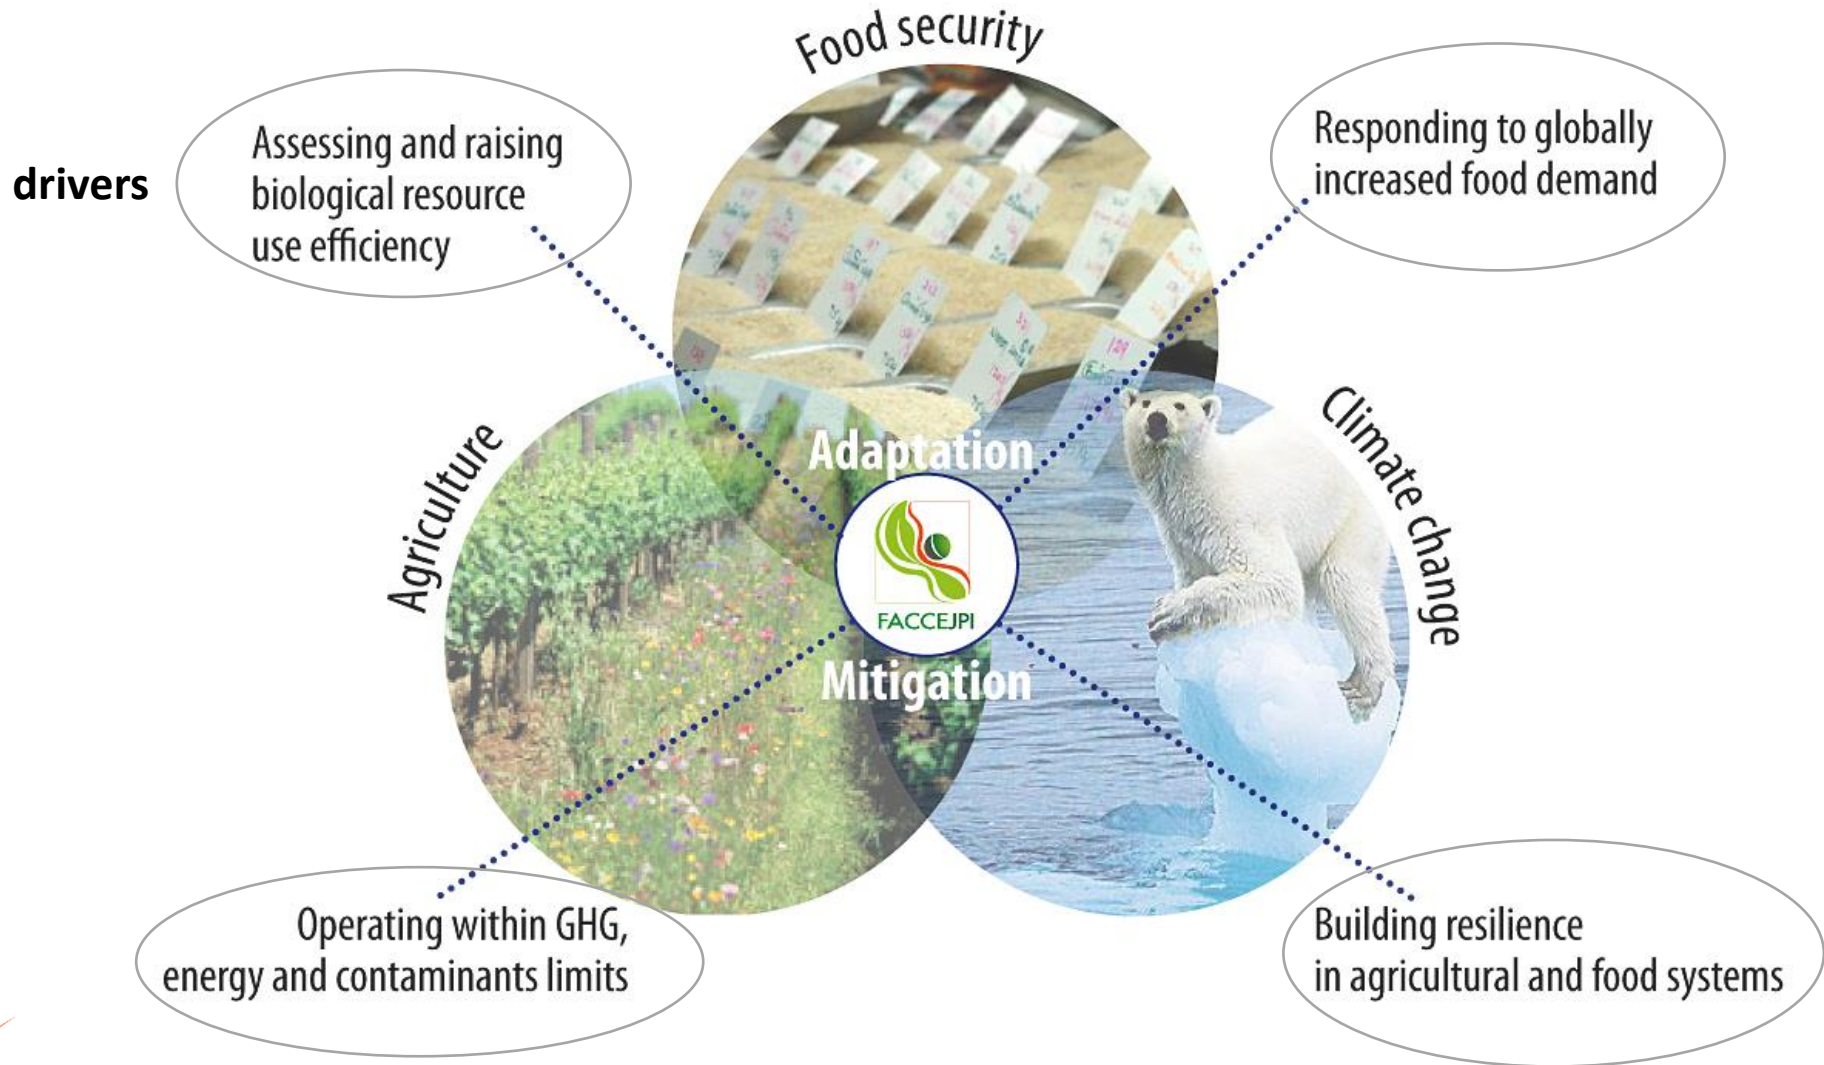 Food security
Assessing and raising
biological resource
use efficiency
drivers
Responding to globally
increased food demand
Agriculture
Climate change
Adaptation
FACCEJPI
Mitigation
Operating within GHG,
energy and contaminants limits
Building resilience
in agricultural and food systems
129